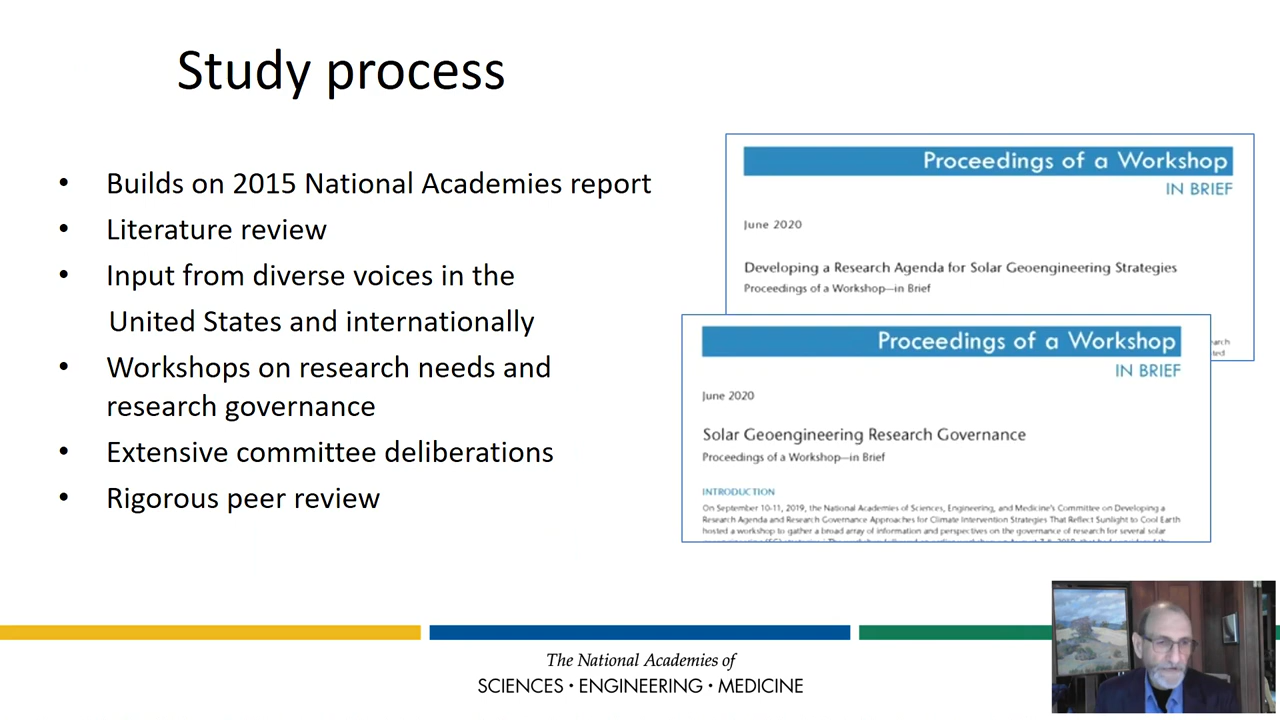 Study process
• Builds on 2015 National Academies report
• Literature review
• Input from diverse voices in the
United States and internationally
• Workshops on research needs and
research governance
• Extensive committee deliberations
• Rigorous peer review
Proceedings of a Workshop
IN BRIEF
June 2020
Developing a Research Agenda for Solar Geoengineering Strategies
Proceedings of a Workshop—in Brief
Proceedings of a Workshop
IN BRIEF
June 2020
Solar Geoengineering Research Governance
Proceedings of a Workshop—in Brief
INTRODUCTION
On September 10-11, 2019, the National Academies of Sciences, Engineering, and Medicine's Committee on Developing a
Research Agenda and Research Governance Approaches for Climate Intervention Strategies That Reflect Sunlight to Cool Earth
hosted a workshop to gather a broad array of information and perspectives on the governance of research for several solar
The National Academies of
SCIENCES • ENGINEERING • MEDICINE